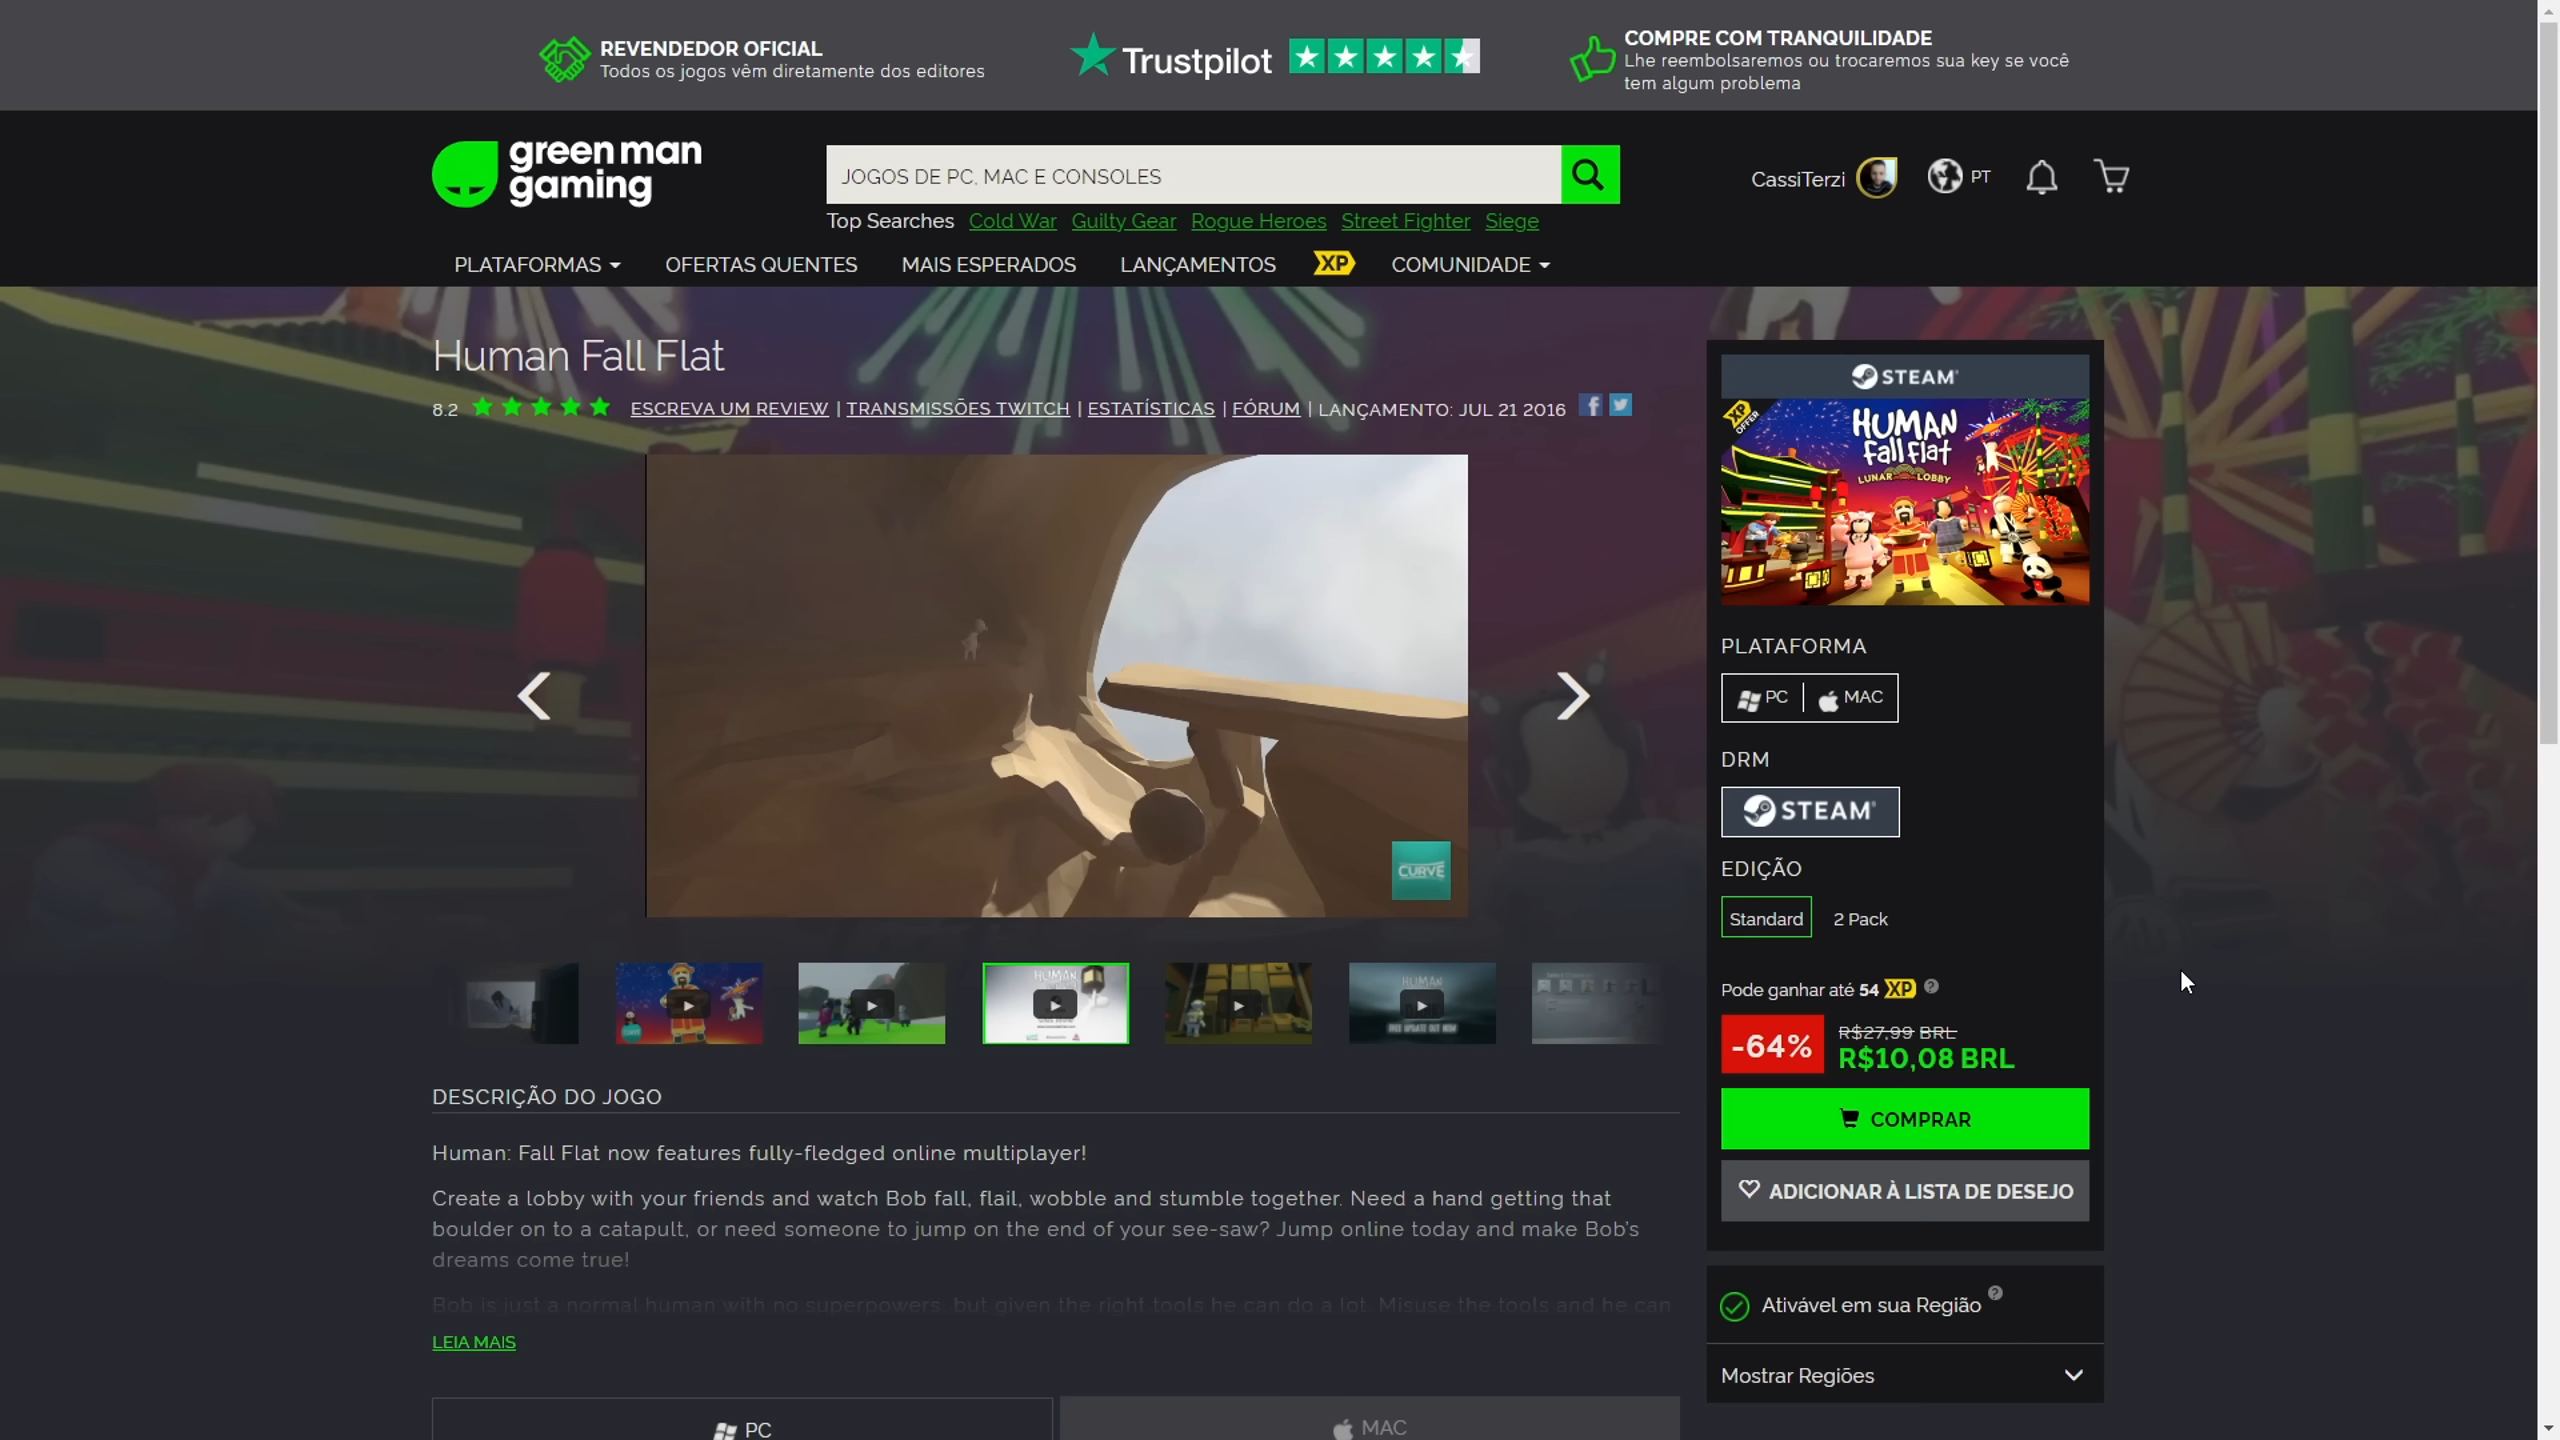 REVENDEDOR OFICIAL
Todos os jogos vêm diretamente dos editores
Trustpilot
COMPRE COM TRANQUILIDADE
Lhe reembolsaremos ou trocaremos sua key se você
tem algum problema
green man
gaming
JOGOS DE PC, MAC E CONSOLES
CassiTerzi
PT
Top Searches Cold War Guilty Gear Rogue Heroes Street Fighter Siege
PLATAFORMAS OFERTAS QUENTES MAIS ESPERADOS LANÇAMENTOS XP COMUNIDADE
Human Fall Flat
8.2 ESCREVA UM REVIEW | TRANSMISSÕES TWITCH | ESTATÍSTICAS | FÓRUM | LANÇAMENTO: JUL 21 2016
CURVE
HUMAN
HUMAN
FREE UPDATE OUT NOW
DESCRIÇÃO DO JOGO
Human: Fall Flat now features fully-fledged online multiplayer!
Create a lobby with your friends and watch Bob fall, flail, wobble and stumble together. Need a hand getting that
boulder on to a catapult, or need someone to jump on the end of your see-saw? Jump online today and make Bob's
dreams come true!
Bob is just a normal human with no superpowers, but given the right tools he can do a lot. Misuse the tools and he can
LEIA MAIS
PC
MAC
STEAM
XP
OFFER
HUMAN
Fall Flat
LUNAR LOBBY
PLATAFORMA
PC MAC
DRM
STEAM
EDIÇÃO
Standard 2 Pack
Pode ganhar até 54 XP ?
-64%
R$27,99 BRL
R$10,08 BRL
COMPRAR
ADICIONAR À LISTA DE DESEJO
Ativável em sua Região ?
Mostrar Regiões